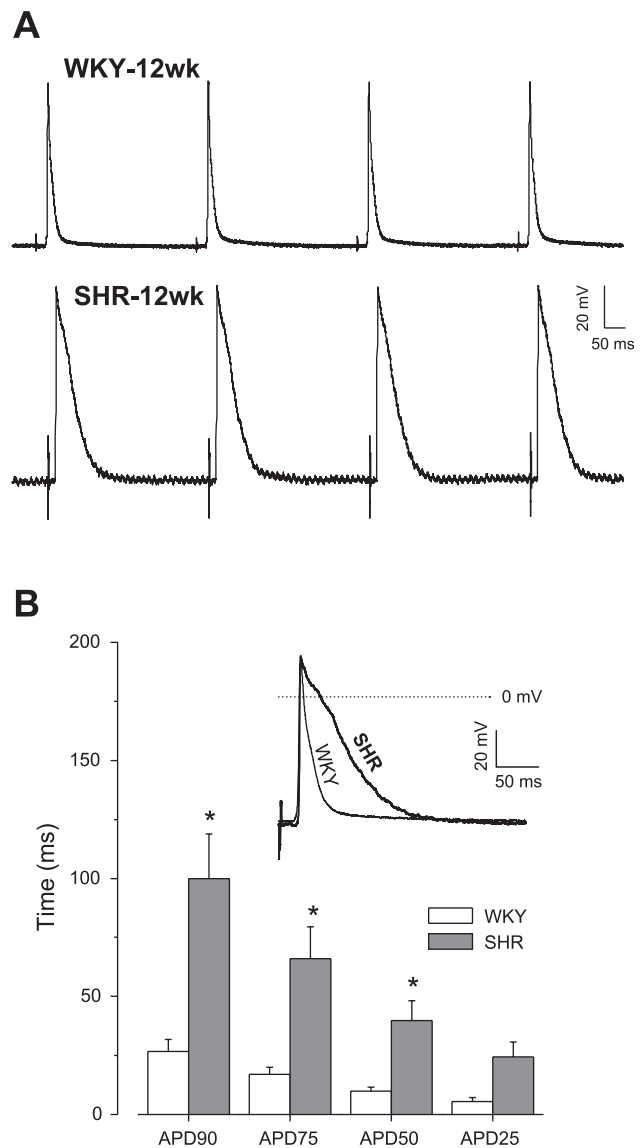 A
WKY-12wk
SHR-12wk
20 mV
50 ms
B
200
150
100
50
0
Time (ms)
0 mV
20 mV
50 ms
WKY
SHR
*
*
*
WKY
SHR
APD90
APD75
APD50
APD25